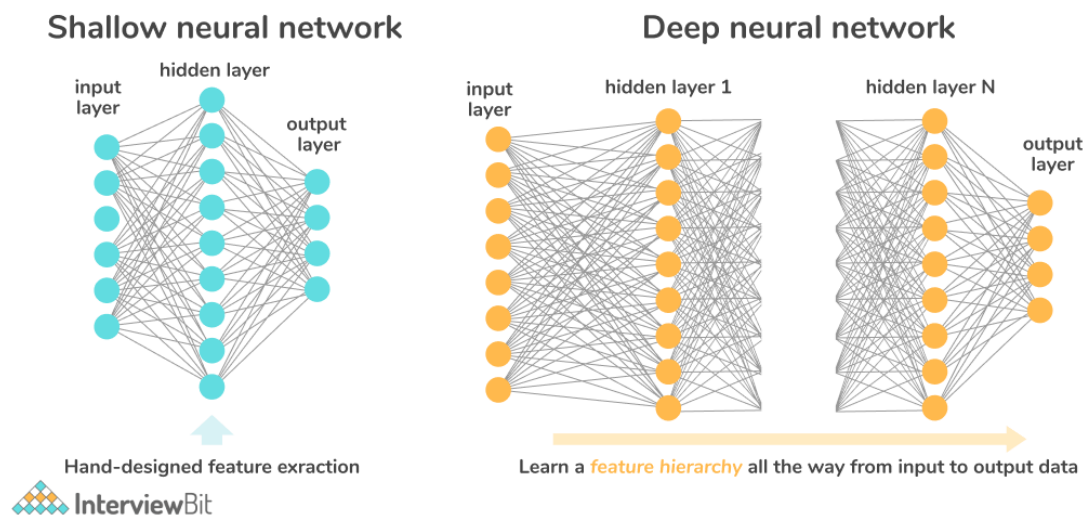 Shallow neural network
hidden layer
input
layer
output
layer
Hand-designed feature exraction
Deep neural network
input
layer
hidden layer 1
hidden layer N
output
layer
Learn a feature hierarchy all the way from input to output data
InterviewBit